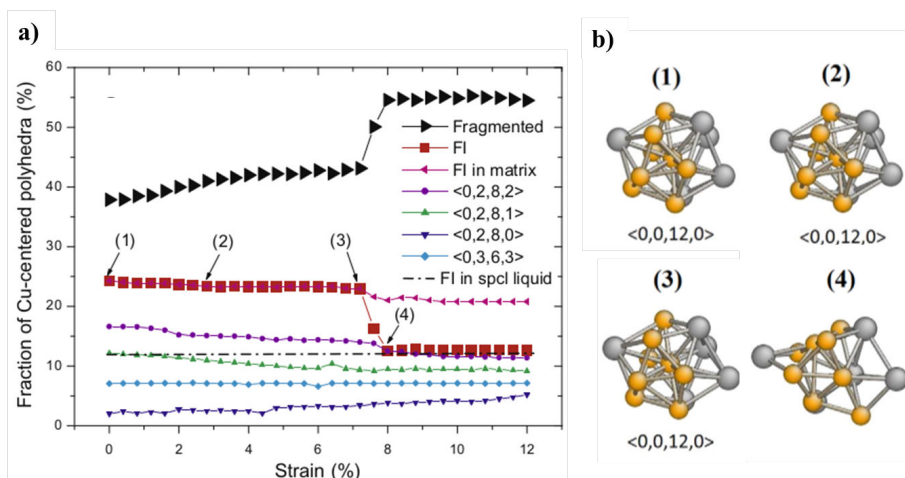 a)
Fraction of Cu-centered polyhedra (%)
60
50
40
30
20
10
0
0 2 4 6 8 10 12
Strain (%)
(1)
(2)
(3)
(4)
Fragmented
FI
FI in matrix
<0,2,8,2>
<0,2,8,1>
<0,2,8,0>
<0,3,6,3>
FI in spcl liquid
b)
(1) (2)
<0,0,12,0> <0,0,12,0>
(3) (4)
<0,0,12,0>